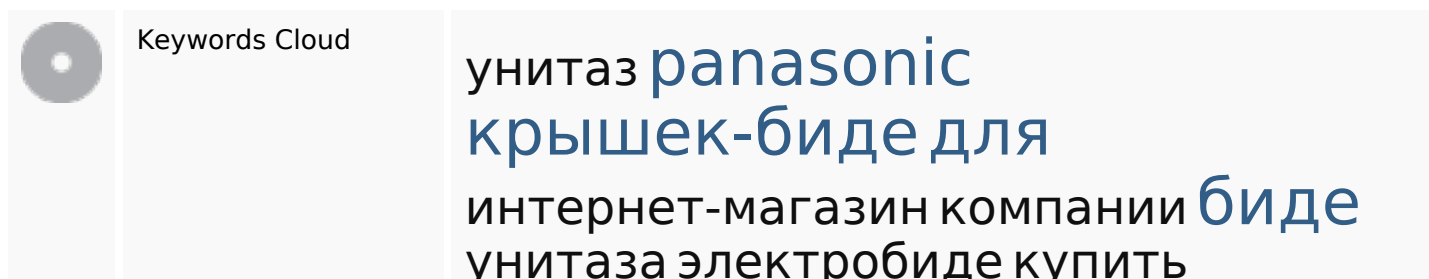 Keywords Cloud
унитаз panasonic
крышек-биде для
интернет-магазин компании биде
унитаза электробиде купить